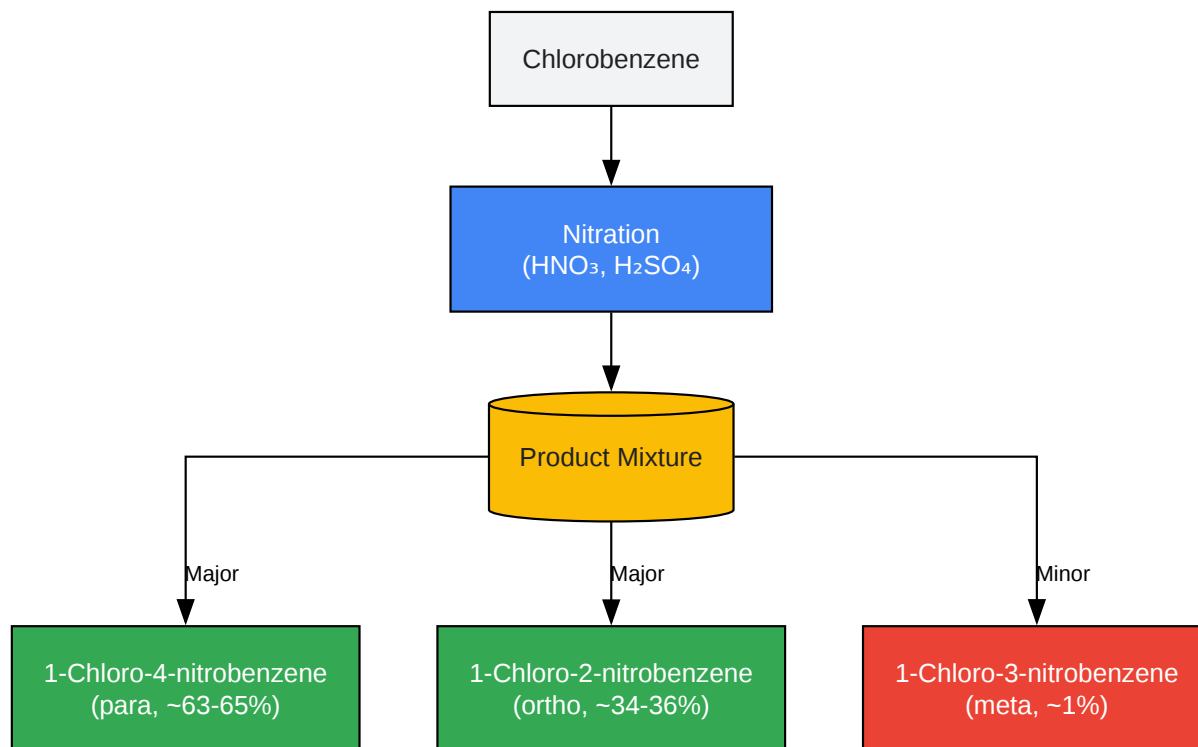 Chlorobenzene
Nitration
(HNO₃, H₂SO₄)
Product Mixture
Major
Major
Minor
1-Chloro-4-nitrobenzene
(para, ~63-65%)
1-Chloro-2-nitrobenzene
(ortho, ~34-36%)
1-Chloro-3-nitrobenzene
(meta, ~1%)